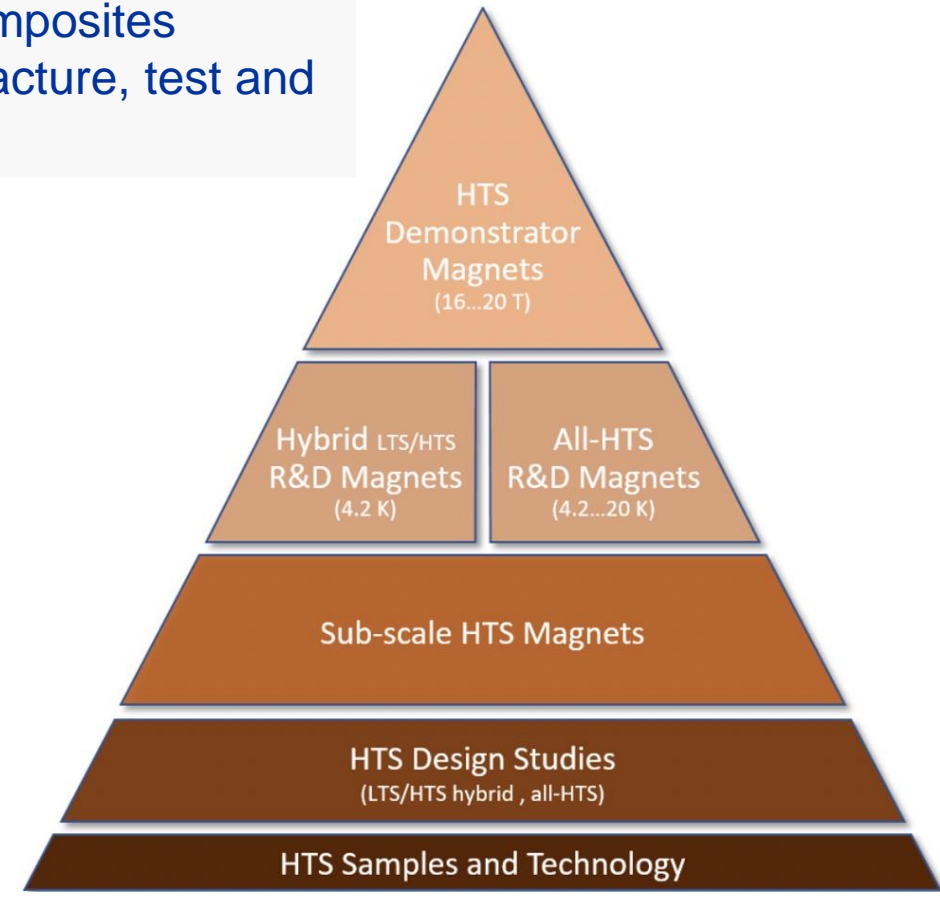 mposites
acture, test and
HTS
Demonstrator
Magnets
(16...20 T)
Hybrid LTS/HTS
R&D Magnets
(4.2 K)
All-HTS
R&D Magnets
(4.2...20 K)
Sub-scale HTS Magnets
HTS Design Studies
(LTS/HTS hybrid , all-HTS)
HTS Samples and Technology